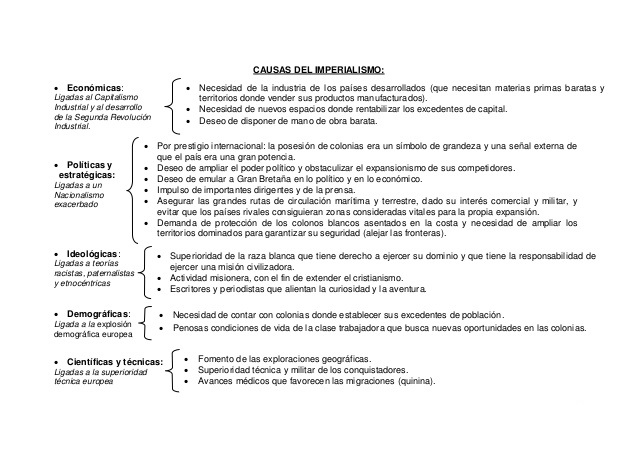 CAUSAS DEL IMPERIALISMO:
• Económicas:
Ligadas al Capitalismo
Industrial y al desarrollo
de la Segunda Revolución
Industrial.
• Necesidad de la industria de los países desarrollados (que necesitan materias primas baratas y
territorios donde vender sus productos manufacturados).
• Necesidad de nuevos espacios donde rentabilizar los excedentes de capital.
• Deseo de disponer de mano de obra barata.
• Políticas y
estratégicas:
Ligadas a un
Nacionalismo
exacerbado
• Por prestigio internacional: la posesión de colonias era un símbolo de grandeza y una señal externa de
que el país era una gran potencia.
• Deseo de ampliar el poder político y obstaculizar el expansionismo de sus competidores.
• Deseo de emular a Gran Bretaña en lo político y en lo económico.
• Impulso de importantes dirigentes y de la prensa.
• Asegurar las grandes rutas de circulación marítima y terrestre, dado su interés comercial y militar, y
evitar que los países rivales consiguieran zonas consideradas vitales para la propia expansión.
• Demanda de protección de los colonos blancos asentados en la costa y necesidad de ampliar los
territorios dominados para garantizar su seguridad (alejar las fronteras).
• Ideológicas:
Ligadas a teorías
racistas, paternalistas
y etnocéntricas
• Superioridad de la raza blanca que tiene derecho a ejercer su dominio y que tiene la responsabilidad de
ejercer una misión civilizadora.
• Actividad misionera, con el fin de extender el cristianismo.
• Escritores y periodistas que alientan la curiosidad y la aventura.
• Demográficas:
Ligada a la explosión
demográfica europea
• Necesidad de contar con colonias donde establecer sus excedentes de población.
• Penosas condiciones de vida de la clase trabajadora que busca nuevas oportunidades en las colonias.
• Científicas y técnicas:
Ligadas a la superioridad
técnica europea
• Fomento de las exploraciones geográficas.
• Superioridad técnica y militar de los conquistadores.
• Avances médicos que favorecen las migraciones (quinina).